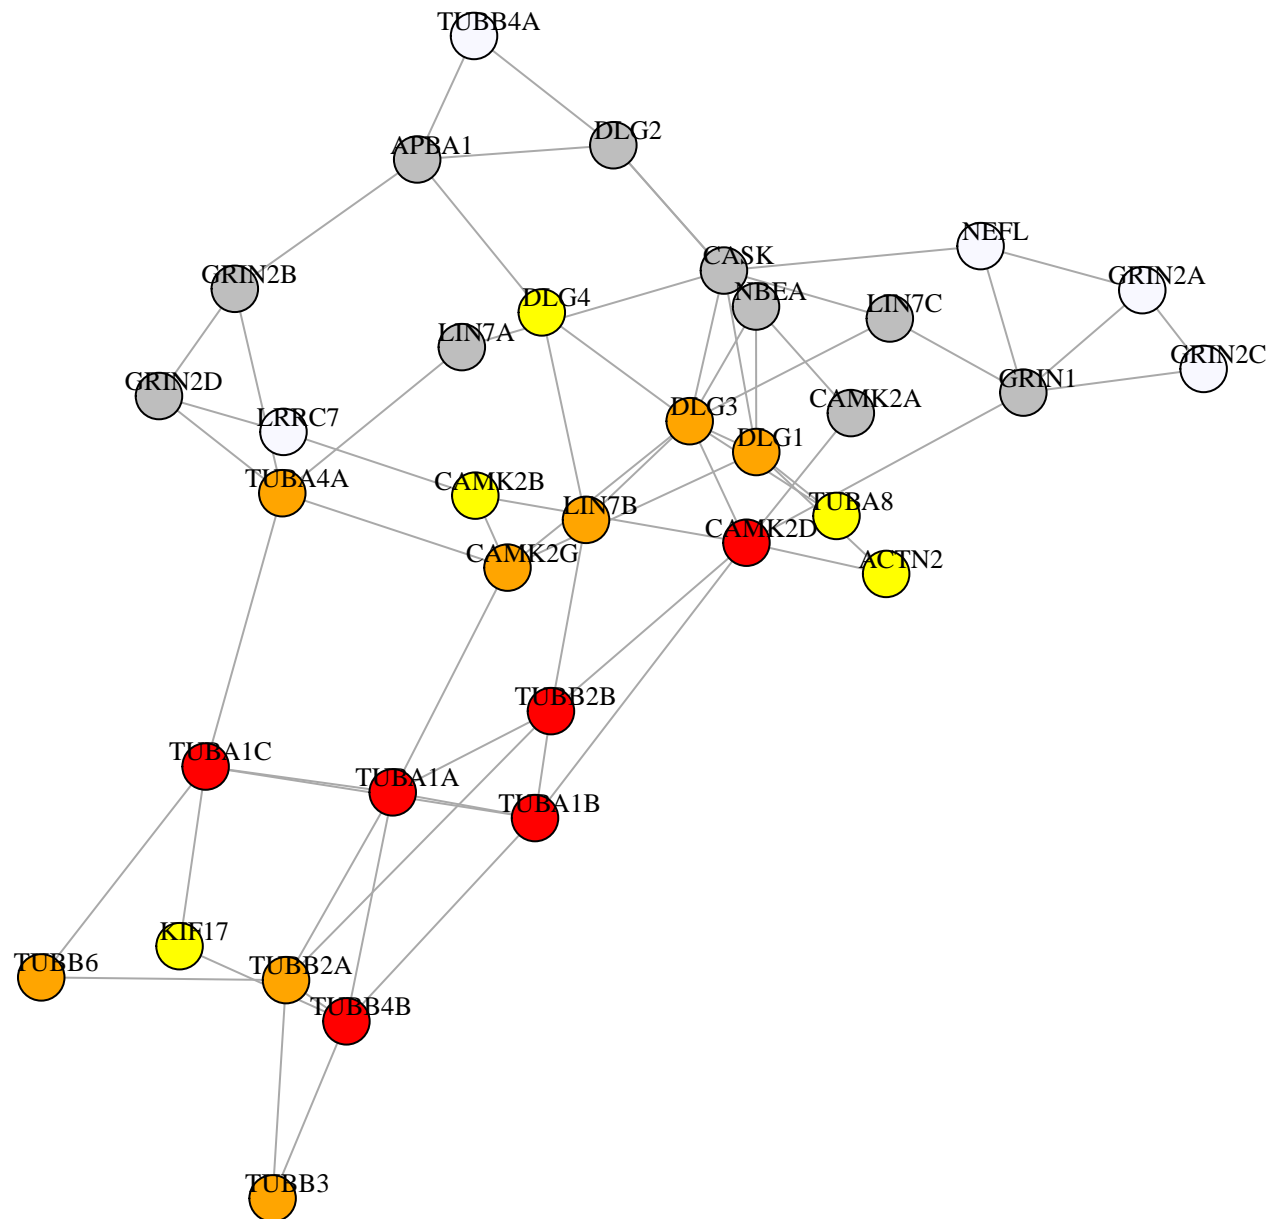 TUBB4A
DLG2
APBA1
NEFL
CASK
GRIN2B
GRIN2A
NBEA
DLG4
LIN7C
LIN7A
GRIN2C
GRIN2D
GRIN1
CAMK2A
DLG3
LRRC7
DLG1
TUBA4A
CAMK2B
TUBA8
LIN7B
CAMK2D
CAMK2G
ACTN2
TUBB2B
TUBA1C
TUBA1A
TUBA1B
KIF17
TUBB6
TUBB2A
TUBB4B
TUBB3